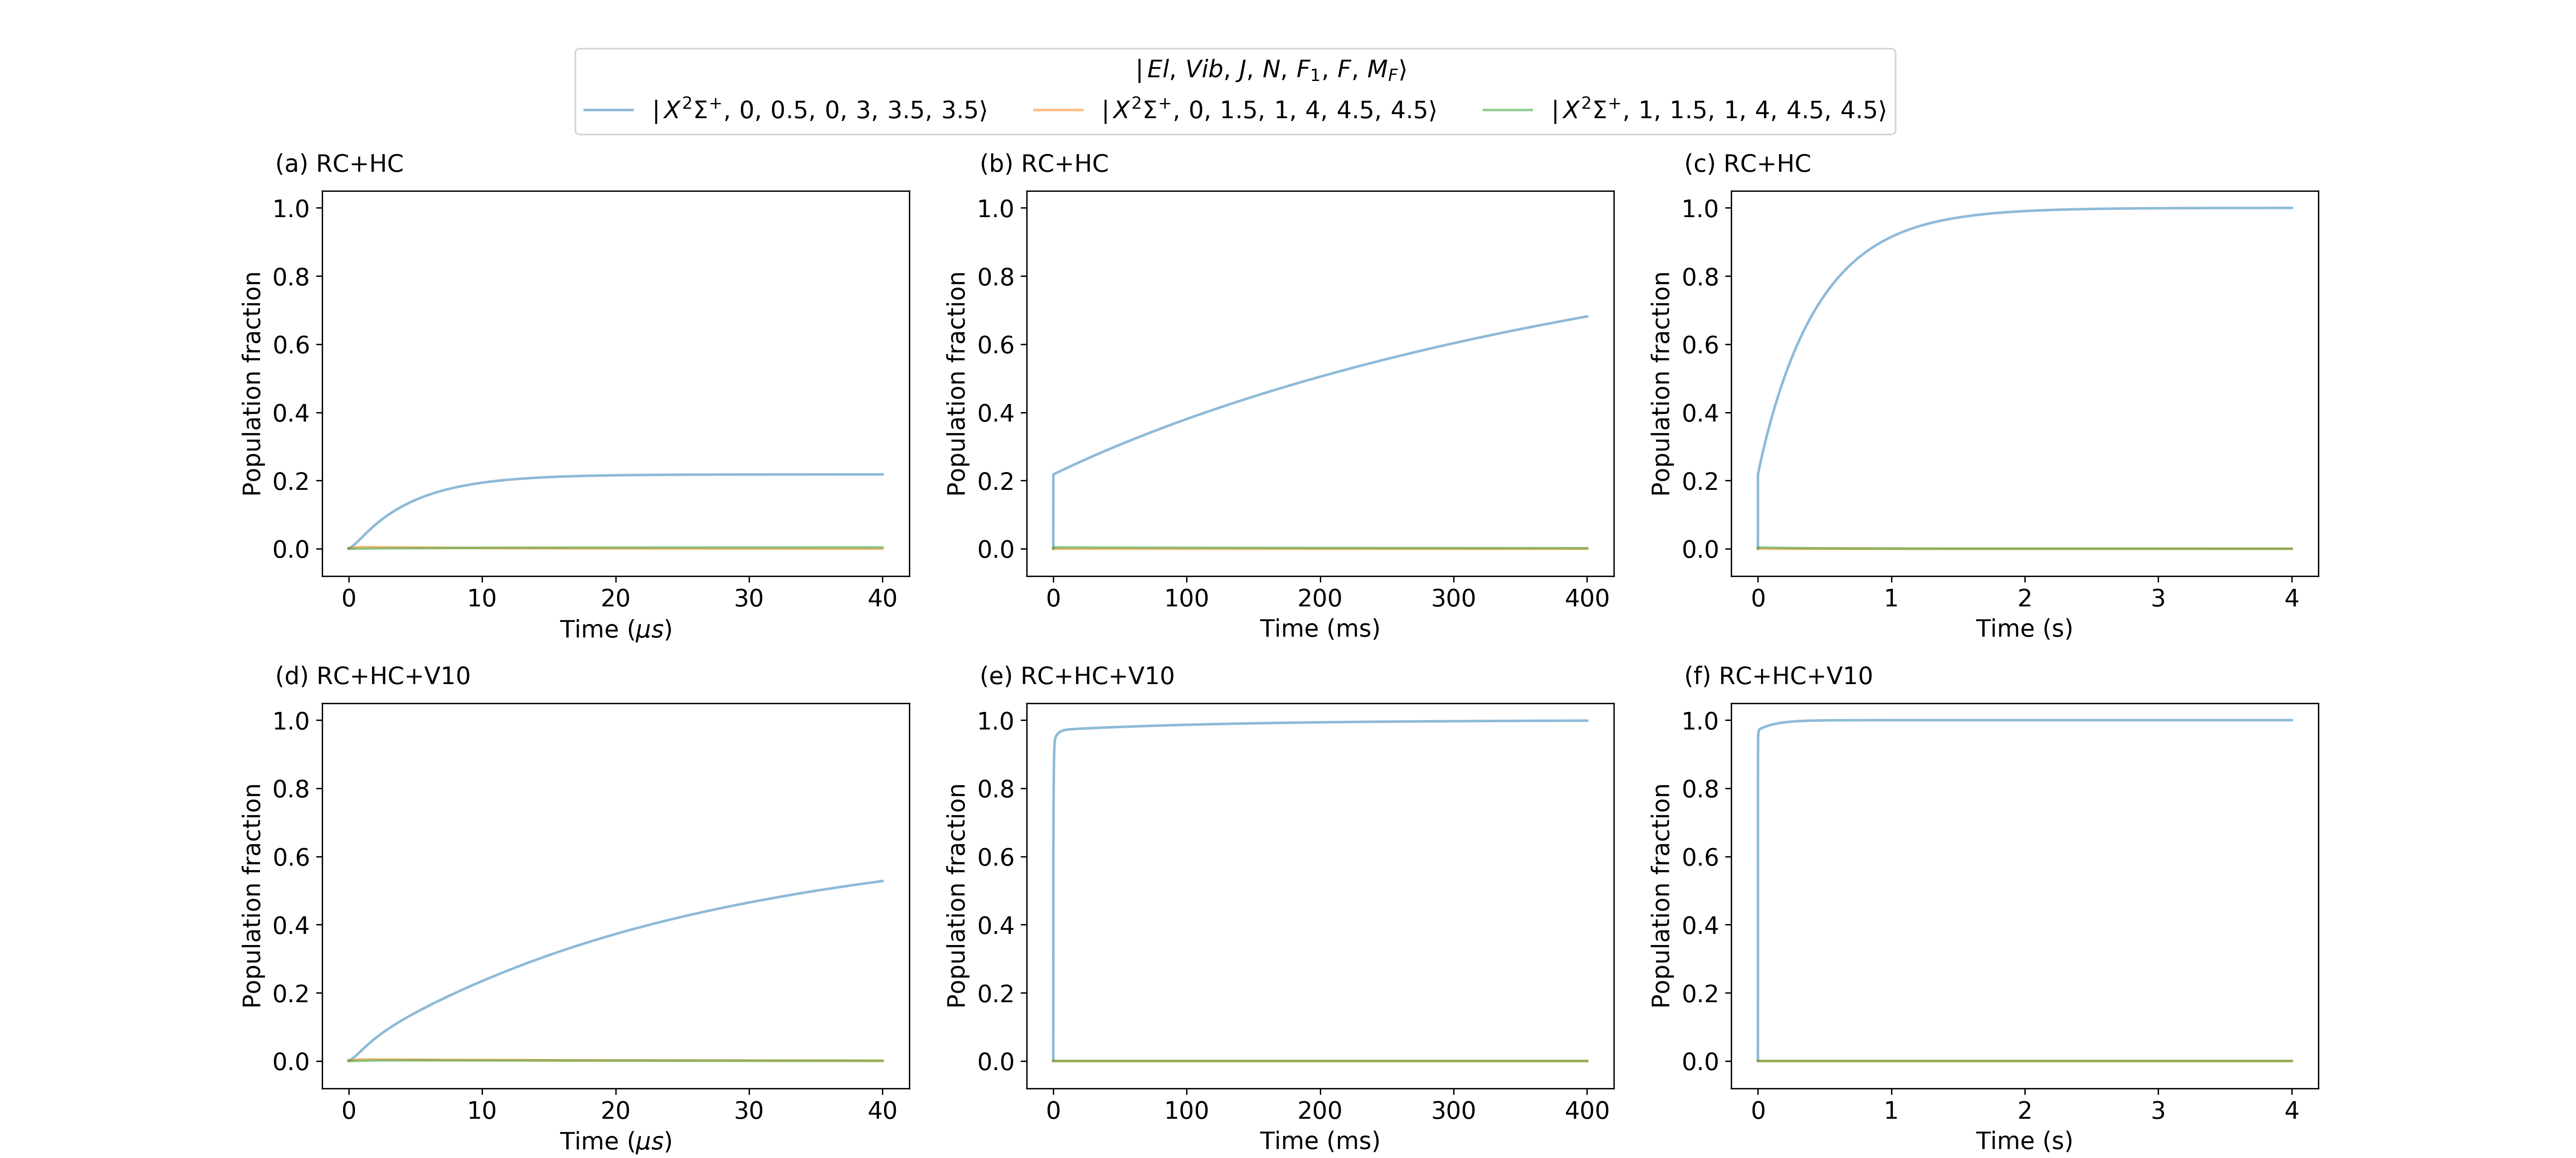 |El, Vib, J, N, F₁, F, M_F⟩
|X²Σ⁺, 0, 0.5, 0, 3, 3.5, 3.5⟩ |X²Σ⁺, 0, 1.5, 1, 4, 4.5, 4.5⟩ |X²Σ⁺, 1, 1.5, 1, 4, 4.5, 4.5⟩
(a) RC+HC
Population fraction
1.0
0.8
0.6
0.4
0.2
0.0
0 10 20 30 40
Time (μs)
(b) RC+HC
Population fraction
1.0
0.8
0.6
0.4
0.2
0.0
0 100 200 300 400
Time (ms)
(c) RC+HC
Population fraction
1.0
0.8
0.6
0.4
0.2
0.0
0 1 2 3 4
Time (s)
(d) RC+HC+V10
Population fraction
1.0
0.8
0.6
0.4
0.2
0.0
0 10 20 30 40
Time (μs)
(e) RC+HC+V10
Population fraction
1.0
0.8
0.6
0.4
0.2
0.0
0 100 200 300 400
Time (ms)
(f) RC+HC+V10
Population fraction
1.0
0.8
0.6
0.4
0.2
0.0
0 1 2 3 4
Time (s)